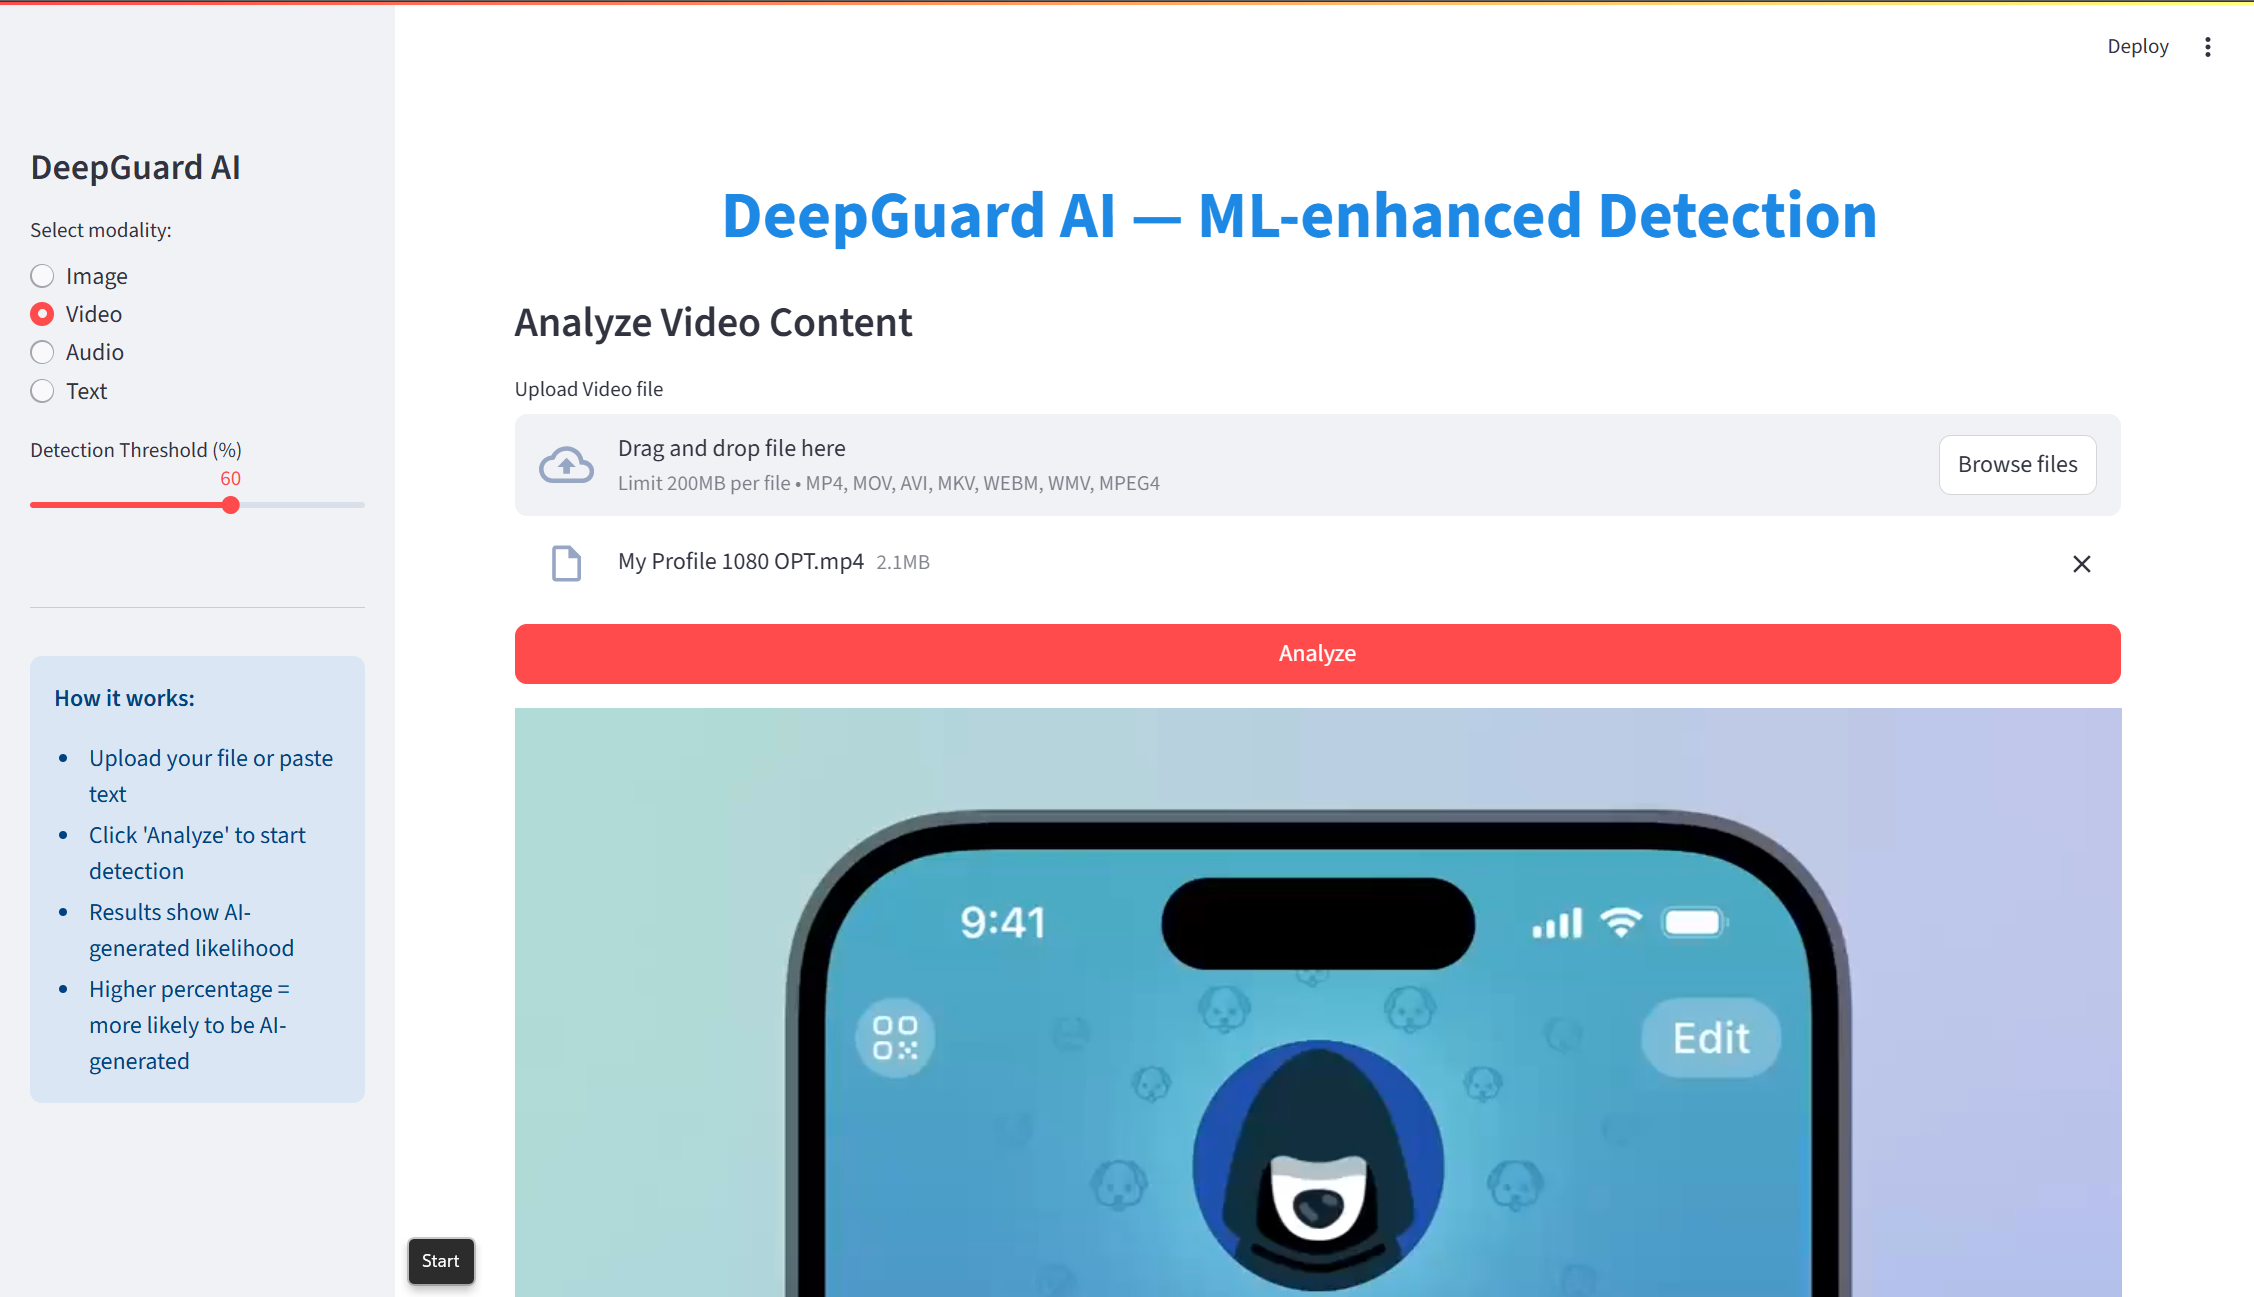 Deploy
DeepGuard AI
Select modality:
Image
Video
Audio
Text
Detection Threshold (%)
60
How it works:
Upload your file or paste
text
Click 'Analyze' to start
detection
Results show AI-
generated likelihood
Higher percentage =
more likely to be AI-
generated
DeepGuard AI — ML-enhanced Detection
Analyze Video Content
Upload Video file
Drag and drop file here
Limit 200MB per file • MP4, MOV, AVI, MKV, WEBM, WMV, MPEG4
Browse files
My Profile 1080 OPT.mp4 2.1MB
Analyze
9:41
Edit
Start